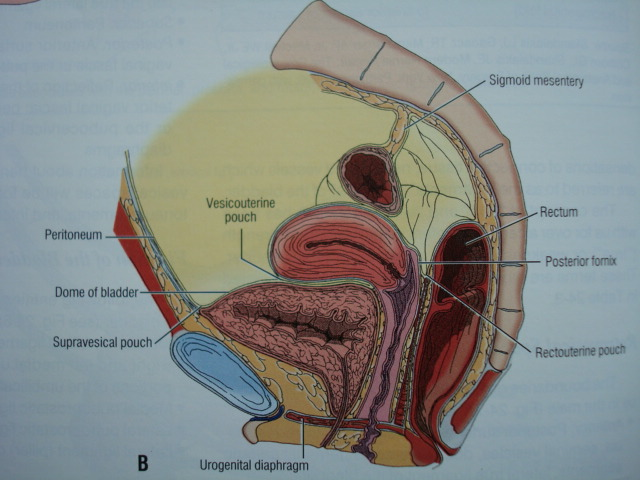 Sigmoid mesentery
Vesicouterine
pouch
Rectum
Peritoneum
Posterior fornix
Dome of bladder
Supravesical pouch
Rectouterine pouch
B
Urogenital diaphragm